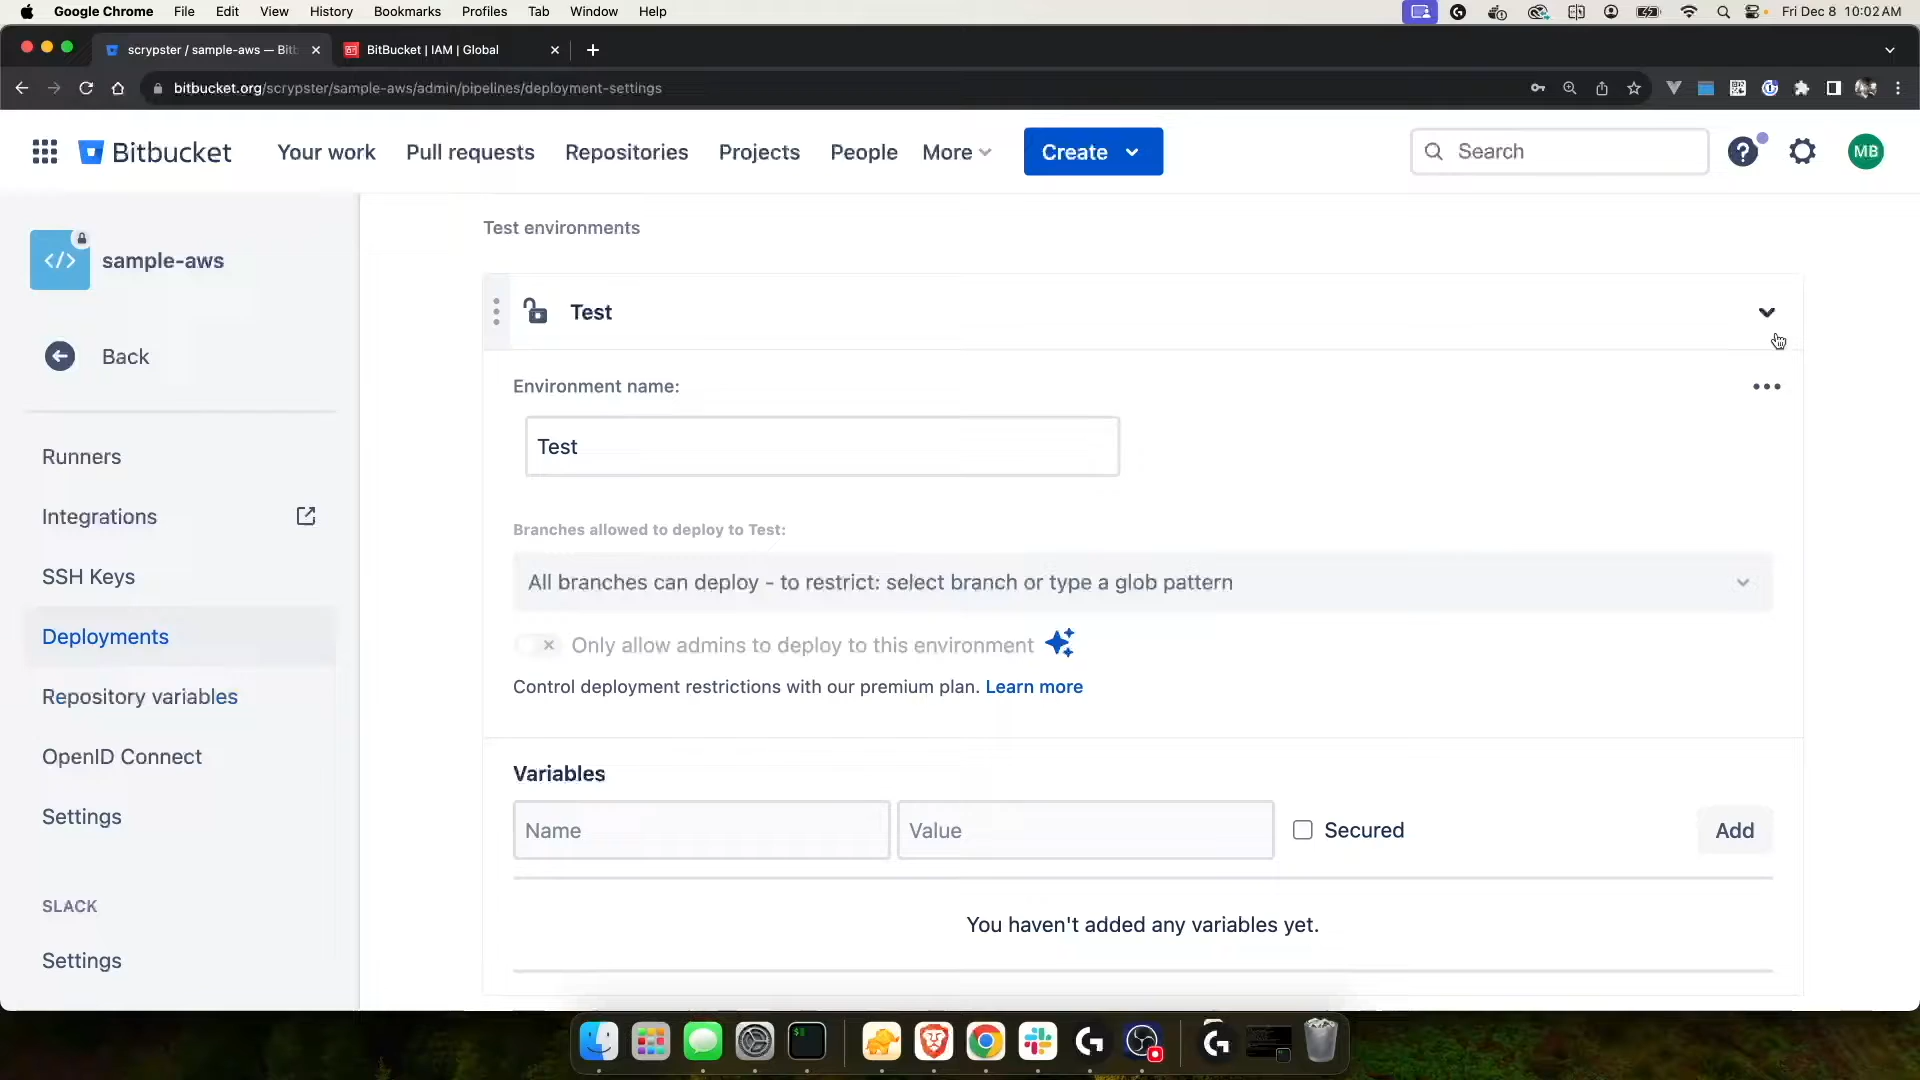 Google Chrome File Edit View History Bookmarks Profiles Tab Window Help Fri Dec 8 10:02 AM
scrypster / sample-aws — Bitb BitBucket | IAM | Global
bitbucket.org/scrypster/sample-aws/admin/pipelines/deployment-settings
Bitbucket Your work Pull requests Repositories Projects People More Create Search MB
Test environments
sample-aws
Test
Back
Environment name:
Test
Runners
Integrations
Branches allowed to deploy to Test:
SSH Keys
All branches can deploy - to restrict: select branch or type a glob pattern
Deployments
Only allow admins to deploy to this environment
Control deployment restrictions with our premium plan. Learn more
Repository variables
OpenID Connect
Variables
Settings
Name Value Secured Add
SLACK
You haven't added any variables yet.
Settings